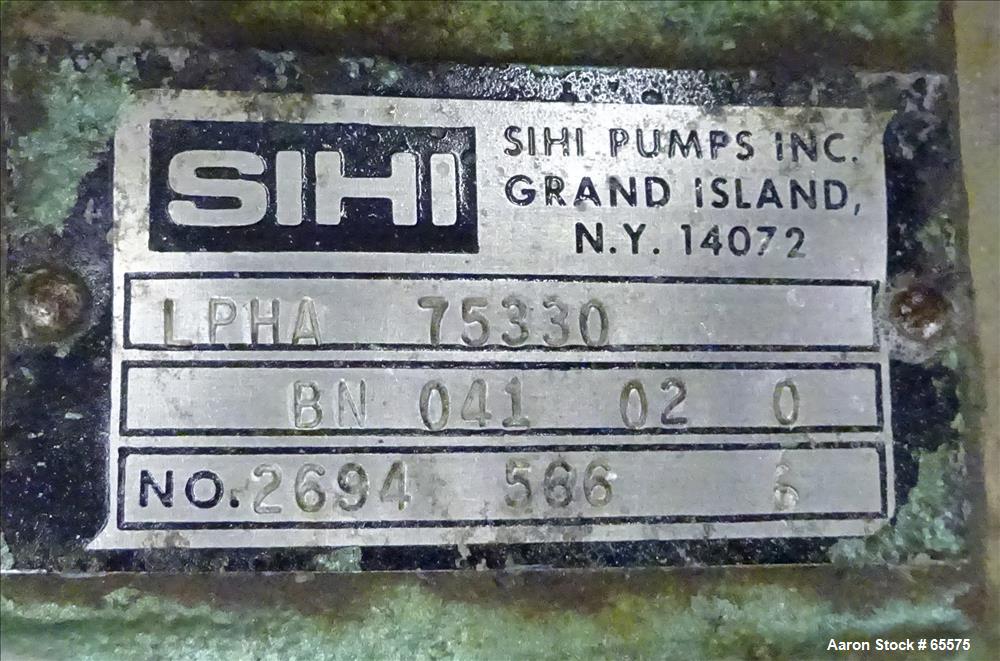 SIHI
SIHI PUMPS INC.
GRAND ISLAND,
N.Y. 14072
LPHA 75330
BN 041 02 0
NO. 2694 586 6
Aaron Stock # 65575